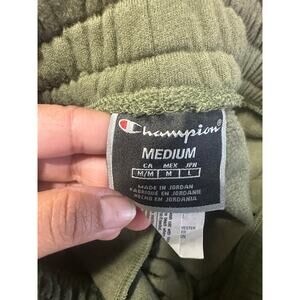 Champion
MEDIUM
CA MEX JPN
M/M M L
MADE IN JORDAN
FABRIQUÉ EN JORDANIE
HECHO EN JORDANIA